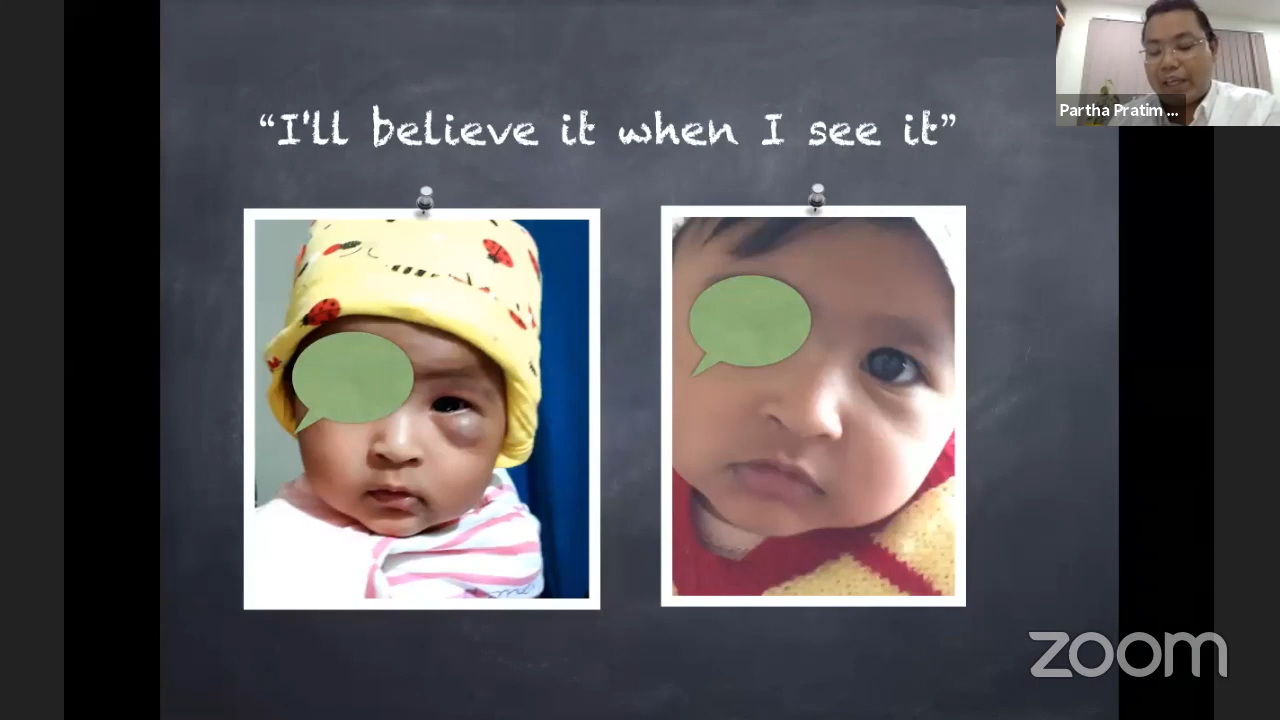 “I'll believe it when I see it”
Partha Pratim ...
zoom